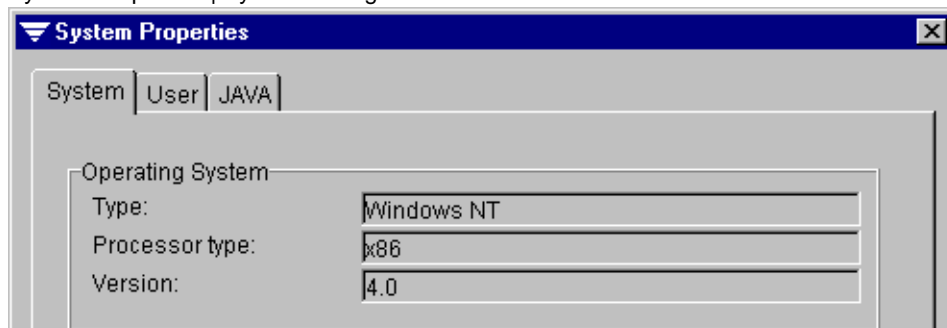 System Properties
System User JAVA
Operating System
Type: Windows NT
Processor type: x86
Version: 4.0